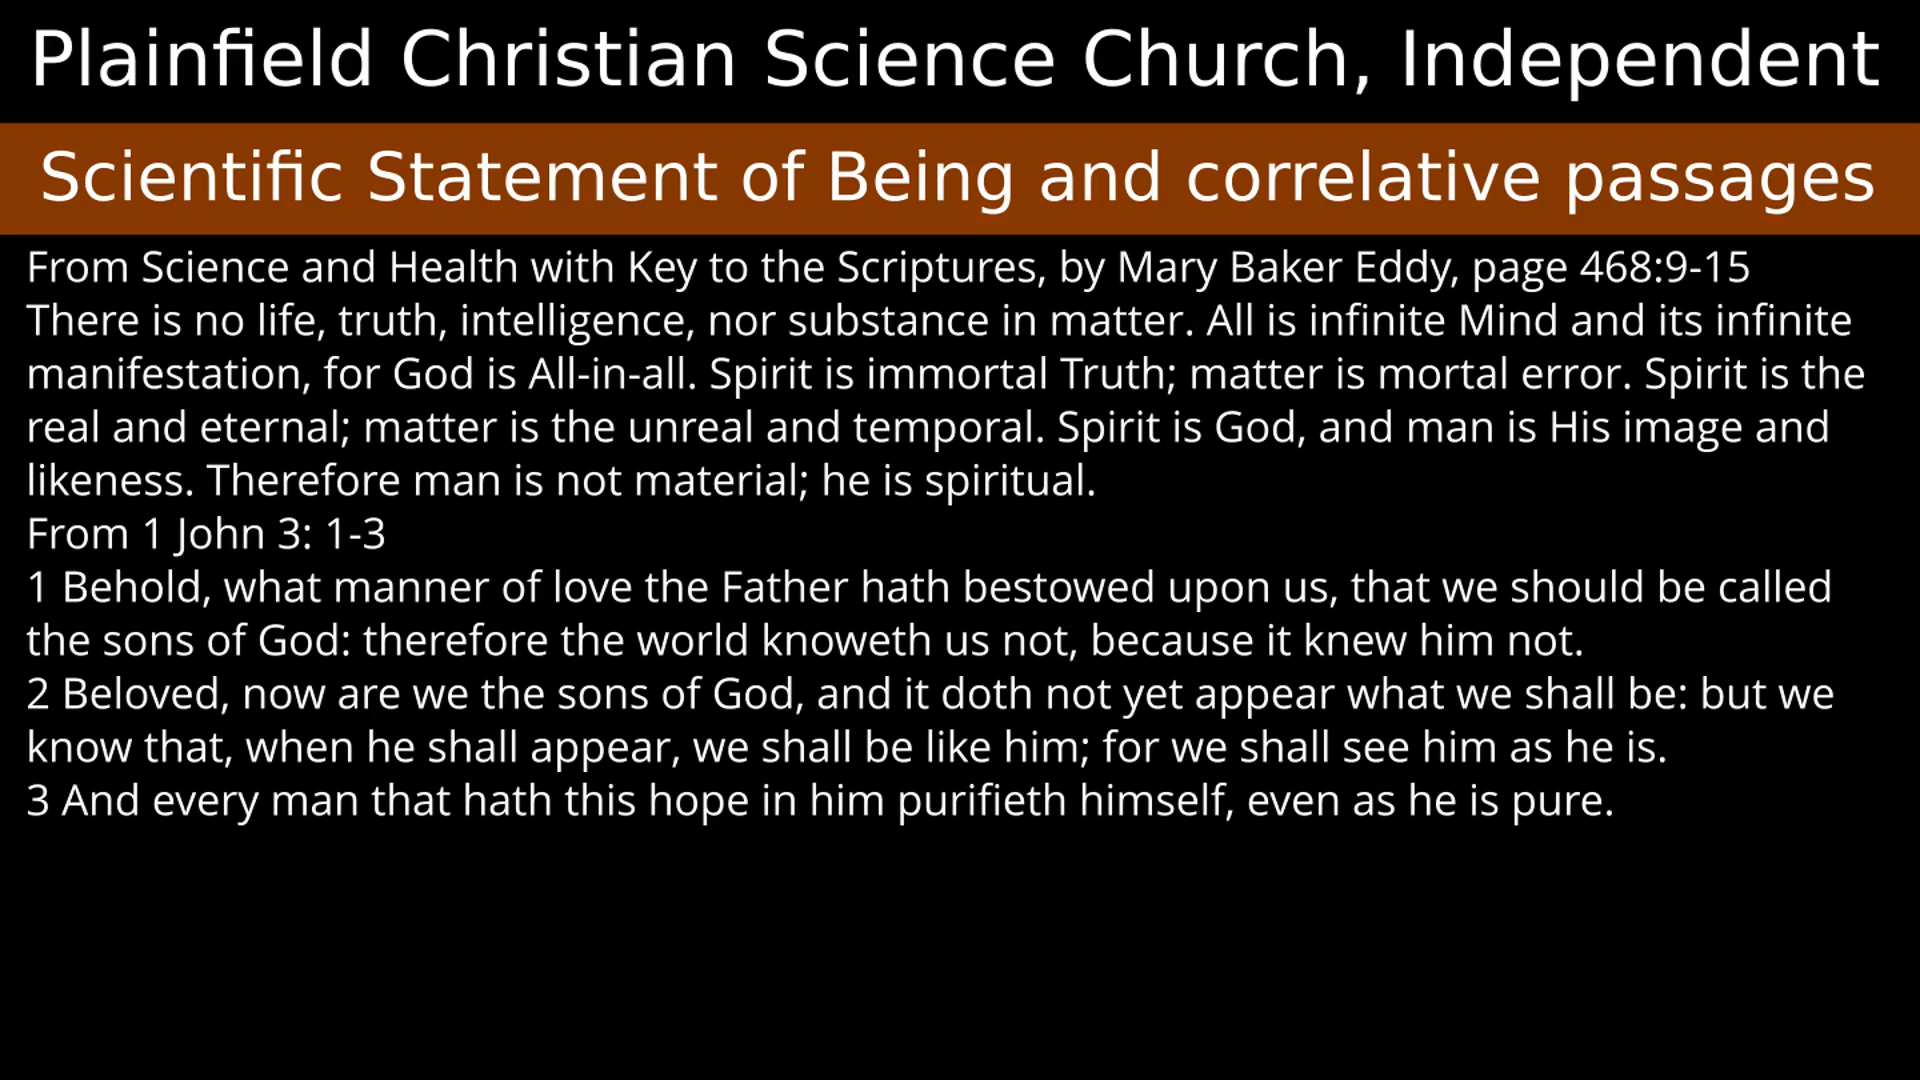 Plainfield Christian Science Church, Independent
Scientific Statement of Being and correlative passages
From Science and Health with Key to the Scriptures, by Mary Baker Eddy, page 468:9-15
There is no life, truth, intelligence, nor substance in matter. All is infinite Mind and its infinite
manifestation, for God is All-in-all. Spirit is immortal Truth; matter is mortal error. Spirit is the
real and eternal; matter is the unreal and temporal. Spirit is God, and man is His image and
likeness. Therefore man is not material; he is spiritual.
From 1 John 3: 1-3
1 Behold, what manner of love the Father hath bestowed upon us, that we should be called
the sons of God: therefore the world knoweth us not, because it knew him not.
2 Beloved, now are we the sons of God, and it doth not yet appear what we shall be: but we
know that, when he shall appear, we shall be like him; for we shall see him as he is.
3 And every man that hath this hope in him purifieth himself, even as he is pure.